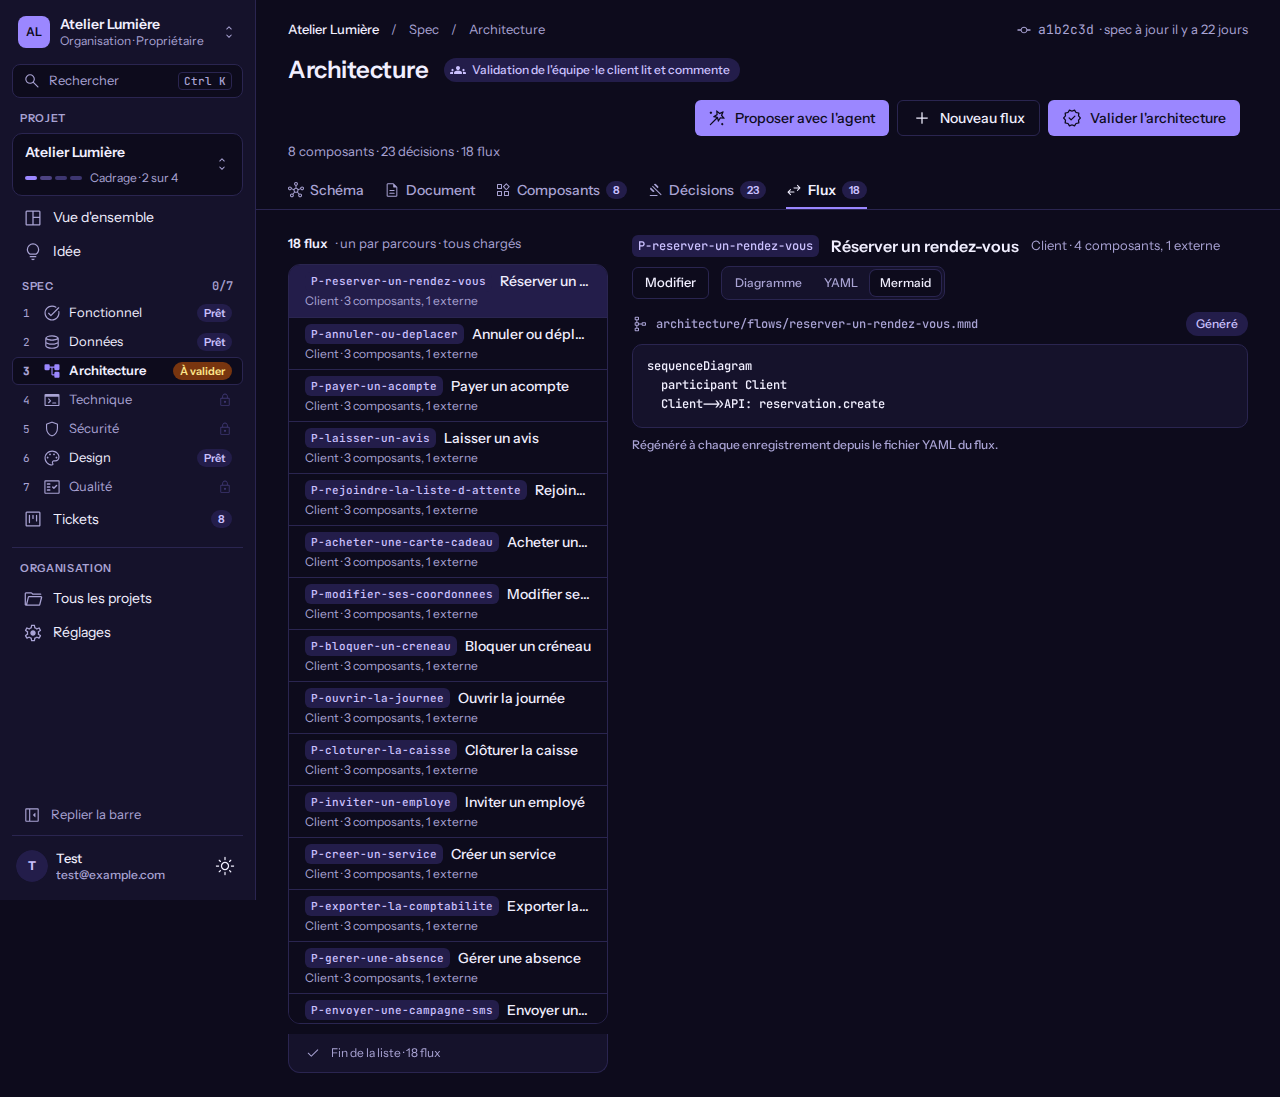 AL
Atelier Lumière
Organisation · Propriétaire
Rechercher
Ctrl K
PROJET
Atelier Lumière
Cadrage · 2 sur 4
Vue d'ensemble
Idée
SPEC 0/7
1 Fonctionnel Prêt
2 Données Prêt
3 Architecture À valider
4 Technique
5 Sécurité
6 Design Prêt
7 Qualité
Tickets 8
ORGANISATION
Tous les projets
Réglages
Replier la barre
T
Test
test@example.com
Atelier Lumière / Spec / Architecture
a1b2c3d · spec à jour il y a 22 jours
Architecture
Validation de l'équipe · le client lit et commente
Proposer avec l'agent
Nouveau flux
Valider l'architecture
8 composants · 23 décisions · 18 flux
Schéma
Document
Composants 8
Décisions 23
Flux 18
18 flux · un par parcours · tous chargés
P-reserver-un-rendez-vous Réserver un ...
Client · 3 composants, 1 externe
P-annuler-ou-deplacer Annuler ou dépl...
Client · 3 composants, 1 externe
P-payer-un-acompte Payer un acompte
Client · 3 composants, 1 externe
P-laisser-un-avis Laisser un avis
Client · 3 composants, 1 externe
P-rejoindre-la-liste-d-attente Rejoin...
Client · 3 composants, 1 externe
P-acheter-une-carte-cadeau Acheter un...
Client · 3 composants, 1 externe
P-modifier-ses-coordonnees Modifier se...
Client · 3 composants, 1 externe
P-bloquer-un-creneau Bloquer un créneau
Client · 3 composants, 1 externe
P-ouvrir-la-journee Ouvrir la journée
Client · 3 composants, 1 externe
P-cloturer-la-caisse Clôturer la caisse
Client · 3 composants, 1 externe
P-inviter-un-employe Inviter un employé
Client · 3 composants, 1 externe
P-creer-un-service Créer un service
Client · 3 composants, 1 externe
P-exporter-la-comptabilite Exporter la...
Client · 3 composants, 1 externe
P-gerer-une-absence Gérer une absence
Client · 3 composants, 1 externe
P-envoyer-une-campagne-sms Envoyer un...
Fin de la liste · 18 flux
P-reserver-un-rendez-vous Réserver un rendez-vous Client · 4 composants, 1 externe
Modifier
Diagramme
YAML
Mermaid
architecture/flows/reserver-un-rendez-vous.mmd
Généré
sequenceDiagram
participant Client
Client->>API: reservation.create
Régénéré à chaque enregistrement depuis le fichier YAML du flux.